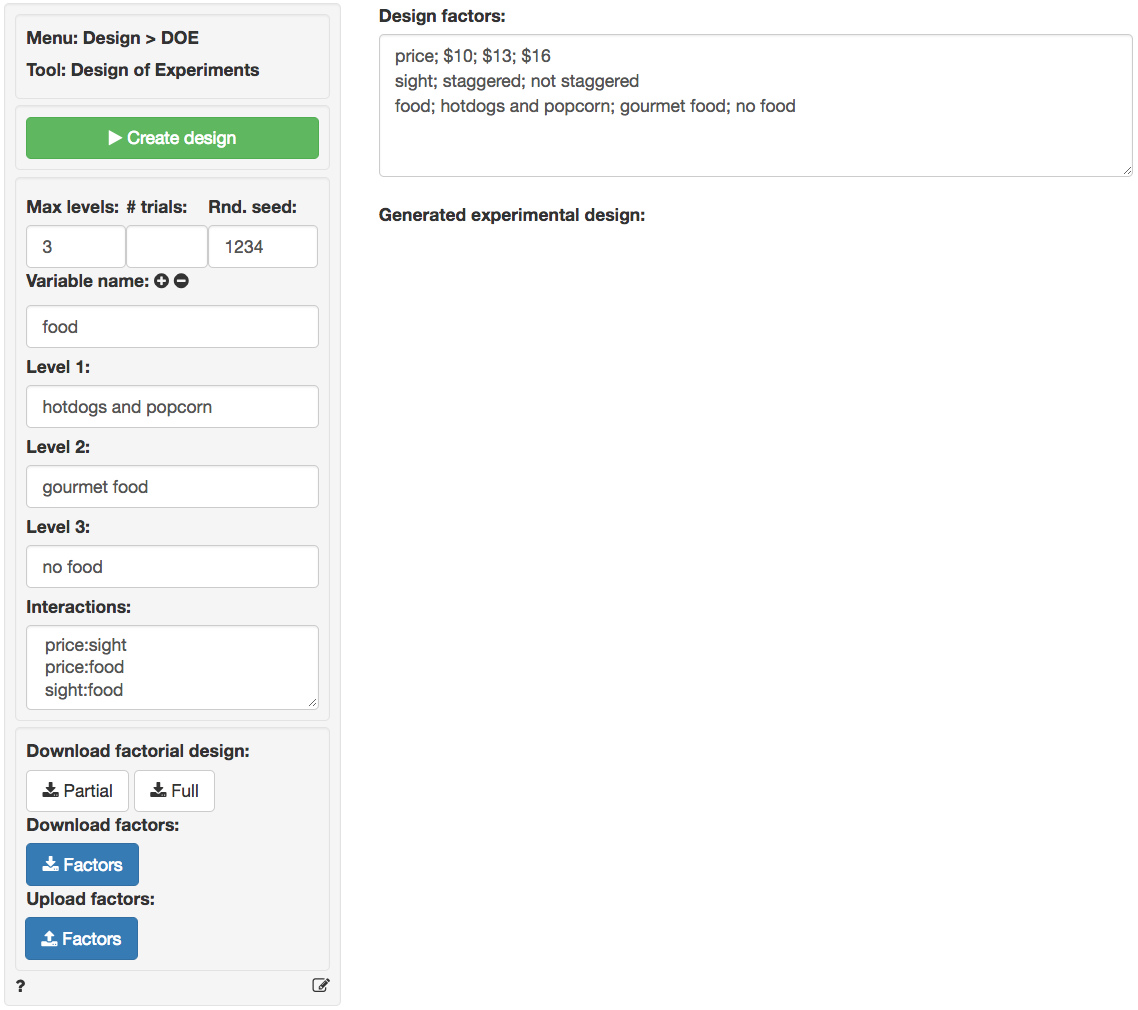 Menu: Design > DOE
Tool: Design of Experiments
Create design
Max levels: # trials: Rnd. seed:
3 1234
Variable name:
food
Level 1:
hotdogs and popcorn
Level 2:
gourmet food
Level 3:
no food
Interactions:
price:sight
price:food
sight:food
Download factorial design:
Partial Full
Download factors:
Factors
Upload factors:
Factors
?
Design factors:
price; $10; $13; $16
sight; staggered; not staggered
food; hotdogs and popcorn; gourmet food; no food
Generated experimental design: